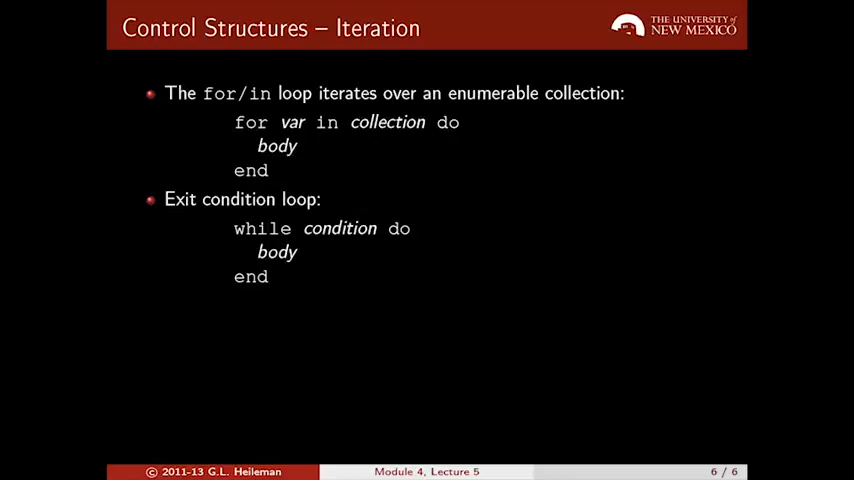 Control Structures – Iteration
THE UNIVERSITY of
NEW MEXICO
The for/in loop iterates over an enumerable collection:
for var in collection do
body
end
Exit condition loop:
while condition do
body
end
© 2011-13 G.L. Heileman
Module 4, Lecture 5
6 / 6